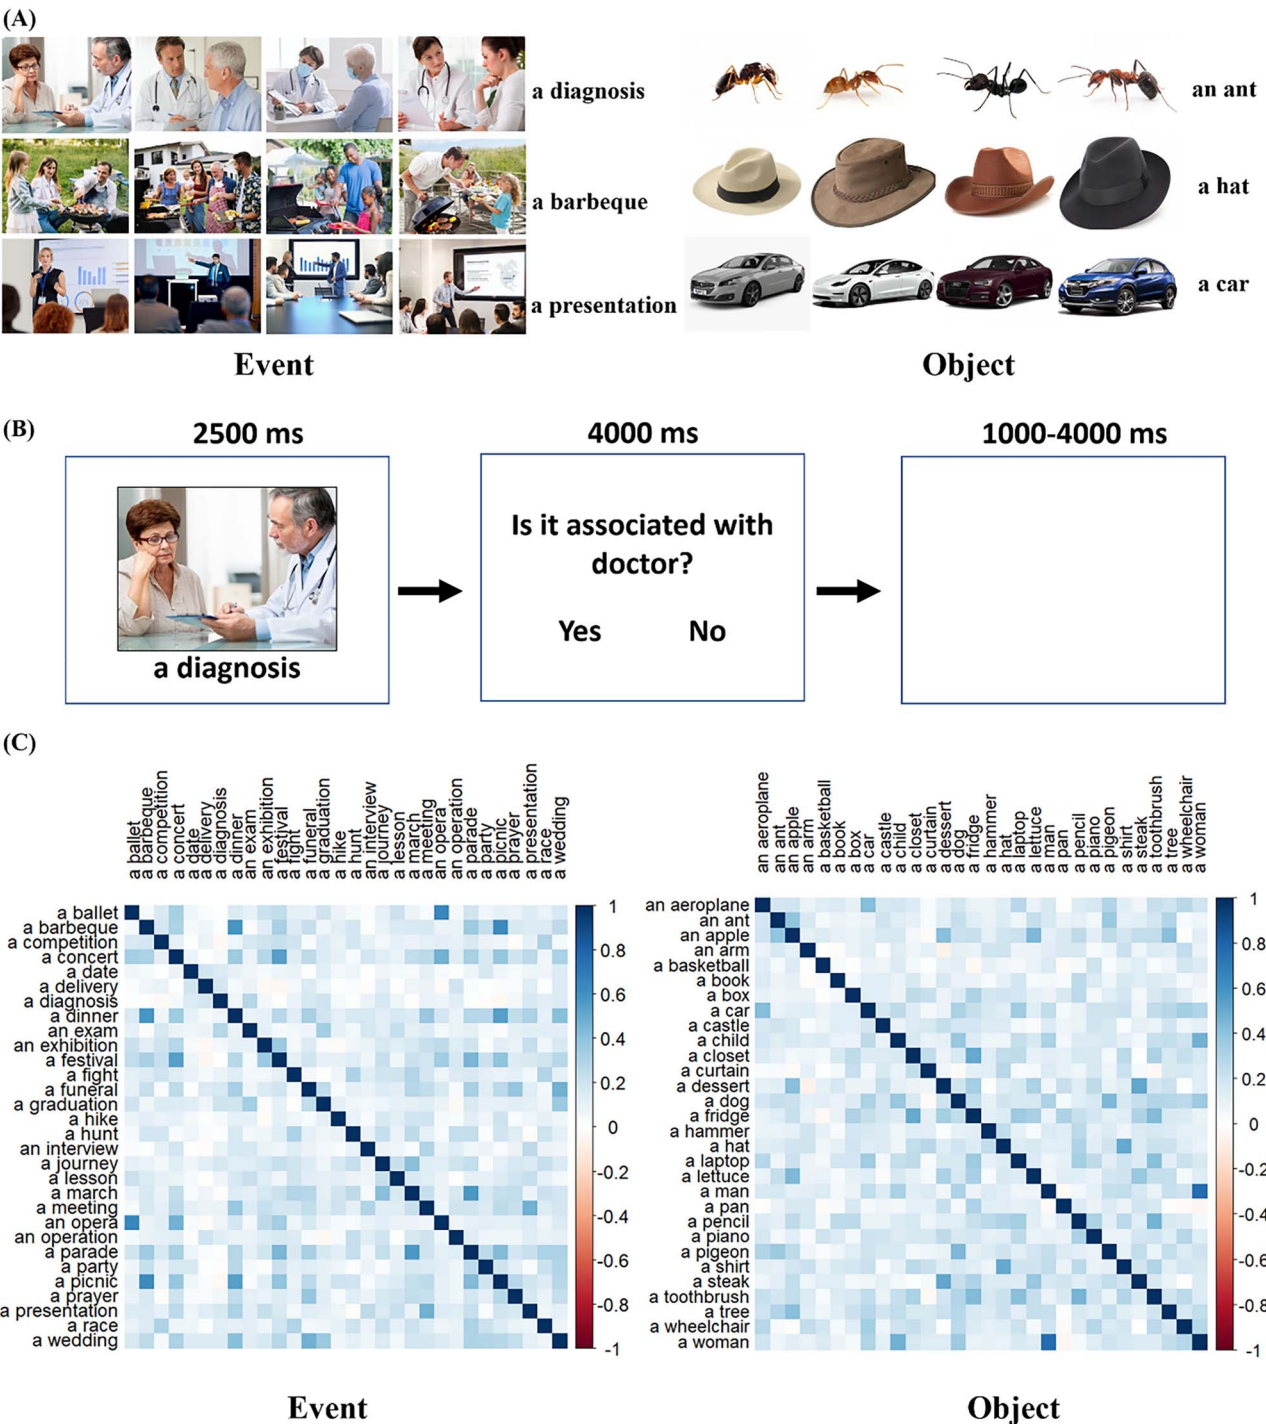 (A)
a diagnosis
a barbeque
a presentation
an ant
a hat
a car
Event
Object
(B)
2500 ms
4000 ms
1000-4000 ms
a diagnosis
Is it associated with
doctor?
Yes No
(C)
a ballet
a barbeque
a competition
a concert
a date
a delivery
a diagnosis
a dinner
an exam
an exhibition
a festival
a fight
a funeral
a graduation
a hike
a hunt
an interview
a journey
a lesson
a march
a meeting
an opera
an operation
a parade
a party
a picnic
a prayer
a presentation
a race
a wedding
a ballet
a barbeque
a competition
a concert
a date
a delivery
a diagnosis
a dinner
an exam
an exhibition
a festival
a fight
a funeral
a graduation
a hike
a hunt
an interview
a journey
a lesson
a march
a meeting
an opera
an operation
a parade
a party
a picnic
a prayer
a presentation
a race
a wedding
1
0.8
0.6
0.4
0.2
0
-0.2
-0.4
-0.6
-0.8
-1
Event
an aeroplane
an ant
an apple
an arm
a basketball
a book
a box
a car
a castle
a child
a closet
a curtain
a dessert
a dog
a fridge
a hammer
a hat
a laptop
a lettuce
a man
a pan
a pencil
a piano
a pigeon
a shirt
a steak
a toothbrush
a tree
a wheelchair
a woman
an aeroplane
an ant
an apple
an arm
a basketball
a book
a box
a car
a castle
a child
a closet
a curtain
a dessert
a dog
a fridge
a hammer
a hat
a laptop
a lettuce
a man
a pan
a pencil
a piano
a pigeon
a shirt
a steak
a toothbrush
a tree
a wheelchair
a woman
1
0.8
0.6
0.4
0.2
0
-0.2
-0.4
-0.6
-0.8
-1
Object